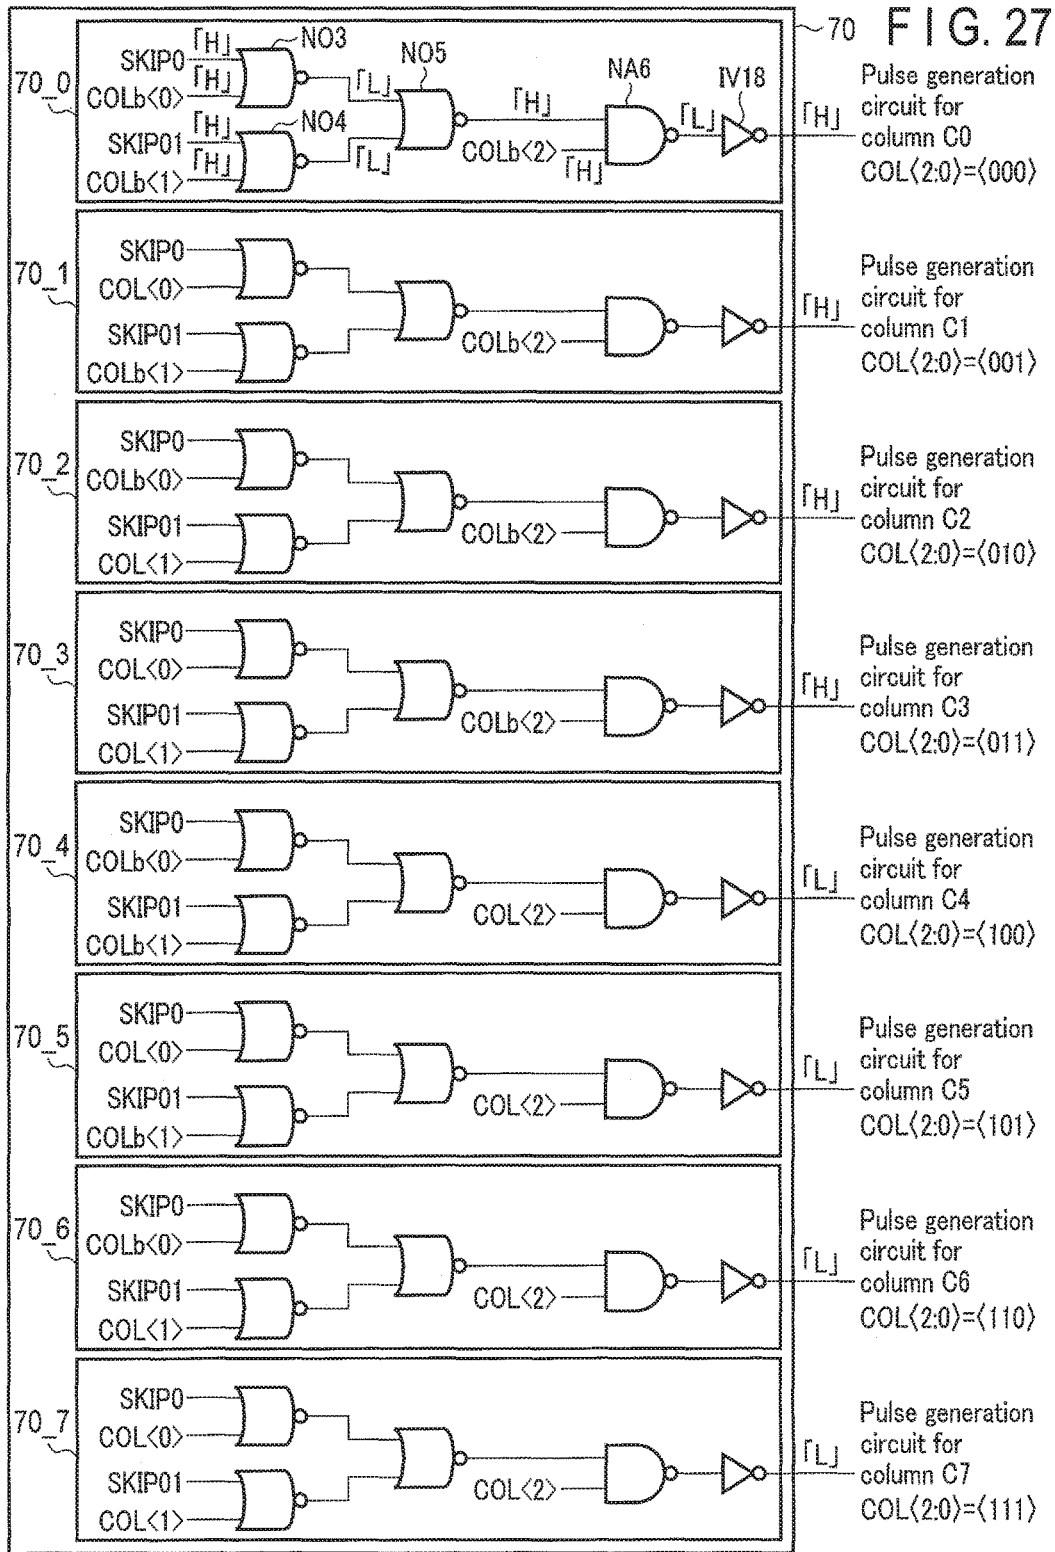 FIG. 27
70
70_0
SKIP0
「H」
COLb<0>
「H」
NO3
SKIP01
「H」
COLb<1>
「H」
NO4
「L」
「L」
NO5
「H」
COLb<2>
「H」
NA6
「L」
IV18
「H」
Pulse generation
circuit for
column C0
COL⟨2:0⟩=⟨000⟩
70_1
SKIP0
COL<0>
SKIP01
COLb<1>
COLb<2>
「H」
Pulse generation
circuit for
column C1
COL⟨2:0⟩=⟨001⟩
70_2
SKIP0
COLb<0>
SKIP01
COL<1>
COLb<2>
「H」
Pulse generation
circuit for
column C2
COL⟨2:0⟩=⟨010⟩
70_3
SKIP0
COL<0>
SKIP01
COL<1>
COLb<2>
「H」
Pulse generation
circuit for
column C3
COL⟨2:0⟩=⟨011⟩
70_4
SKIP0
COLb<0>
SKIP01
COLb<1>
COL<2>
「L」
Pulse generation
circuit for
column C4
COL⟨2:0⟩=⟨100⟩
70_5
SKIP0
COL<0>
SKIP01
COLb<1>
COL<2>
「L」
Pulse generation
circuit for
column C5
COL⟨2:0⟩=⟨101⟩
70_6
SKIP0
COLb<0>
SKIP01
COL<1>
COL<2>
「L」
Pulse generation
circuit for
column C6
COL⟨2:0⟩=⟨110⟩
70_7
SKIP0
COL<0>
SKIP01
COL<1>
COL<2>
「L」
Pulse generation
circuit for
column C7
COL⟨2:0⟩=⟨111⟩